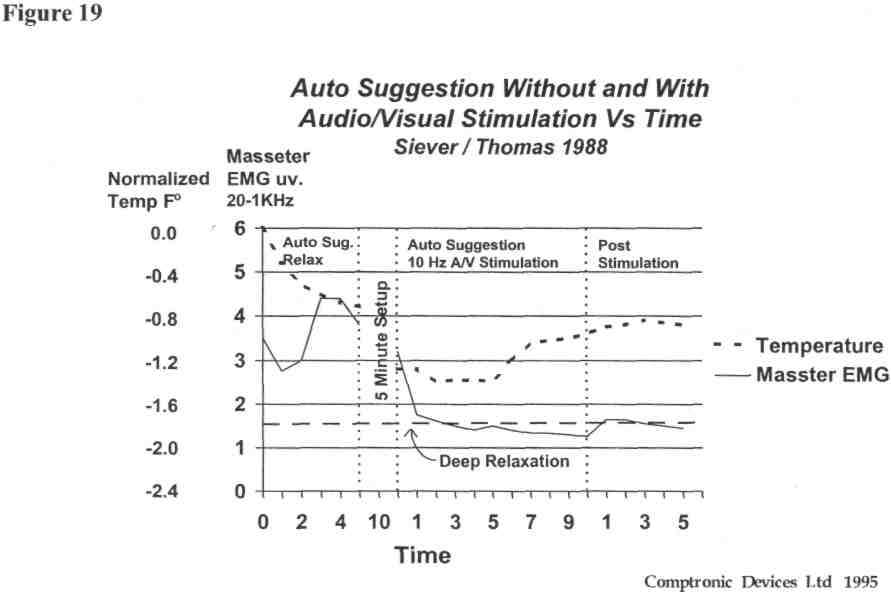 Figure 19
Auto Suggestion Without and With
Audio/Visual Stimulation Vs Time
Siever / Thomas 1988
Normalized
Temp Fº
Masseter
EMG uv.
20-1KHz
0.0
-0.4
-0.8
-1.2
-1.6
-2.0
-2.4
6
5
4
3
2
1
0
Auto Sug.
Relax
5 Minute Setup
Auto Suggestion
10 Hz A/V Stimulation
Post
Stimulation
Deep Relaxation
Temperature
Masster EMG
0 2 4 10 1 3 5 7 9 1 3 5
Time
Comptronic Devices Ltd 1995